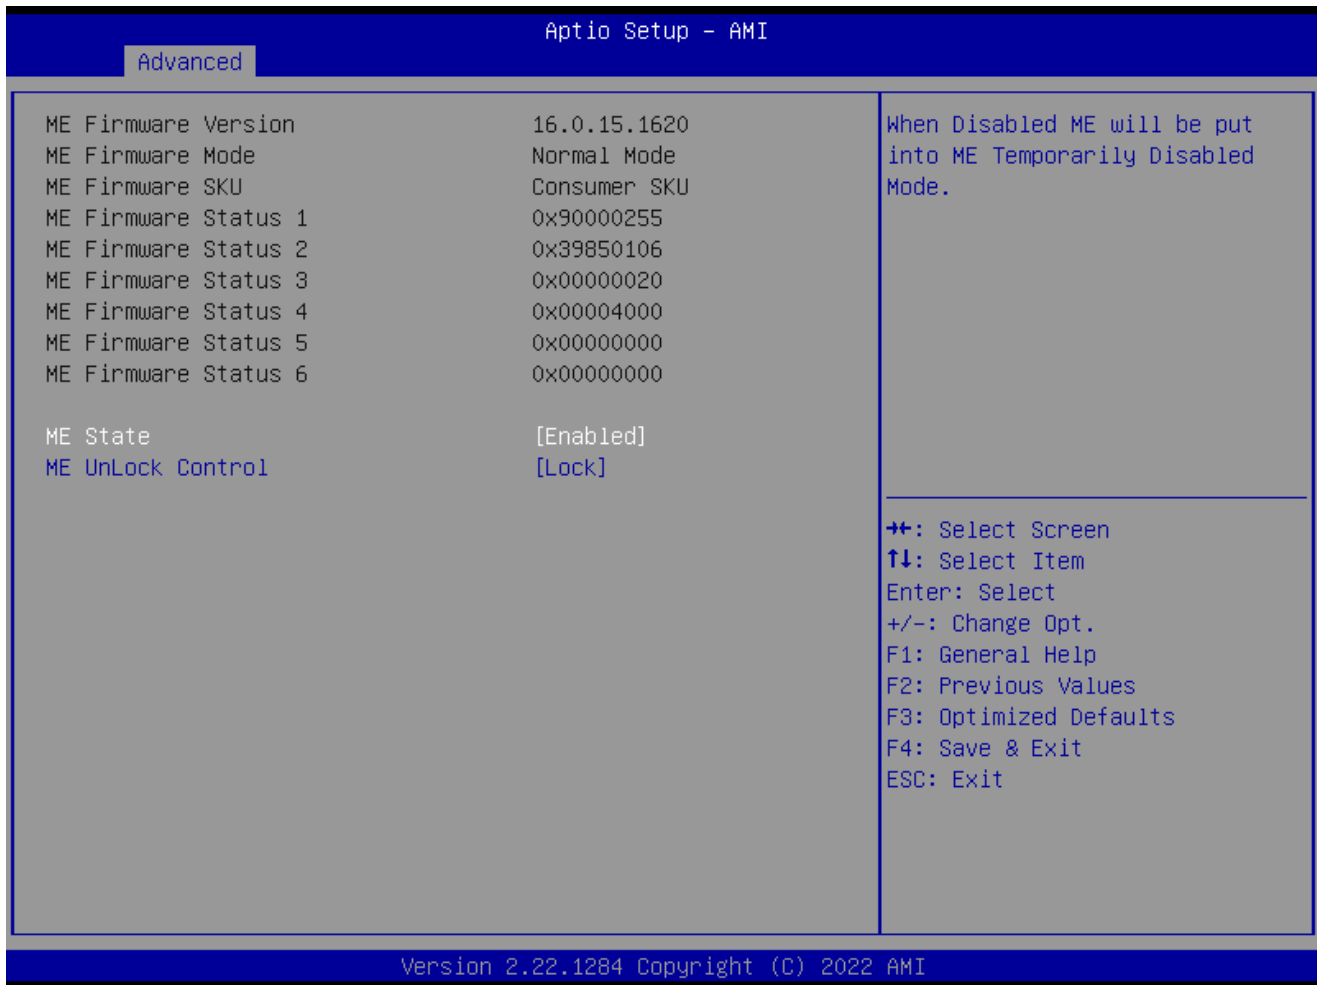 Aptio Setup – AMI
Advanced
ME Firmware Version 16.0.15.1620
ME Firmware Mode Normal Mode
ME Firmware SKU Consumer SKU
ME Firmware Status 1 0x90000255
ME Firmware Status 2 0x39850106
ME Firmware Status 3 0x00000020
ME Firmware Status 4 0x00004000
ME Firmware Status 5 0x00000000
ME Firmware Status 6 0x00000000
ME State [Enabled]
ME UnLock Control [Lock]
When Disabled ME will be put
into ME Temporarily Disabled
Mode.
→←: Select Screen
↑↓: Select Item
Enter: Select
+/-: Change Opt.
F1: General Help
F2: Previous Values
F3: Optimized Defaults
F4: Save & Exit
ESC: Exit
Version 2.22.1284 Copyright (C) 2022 AMI